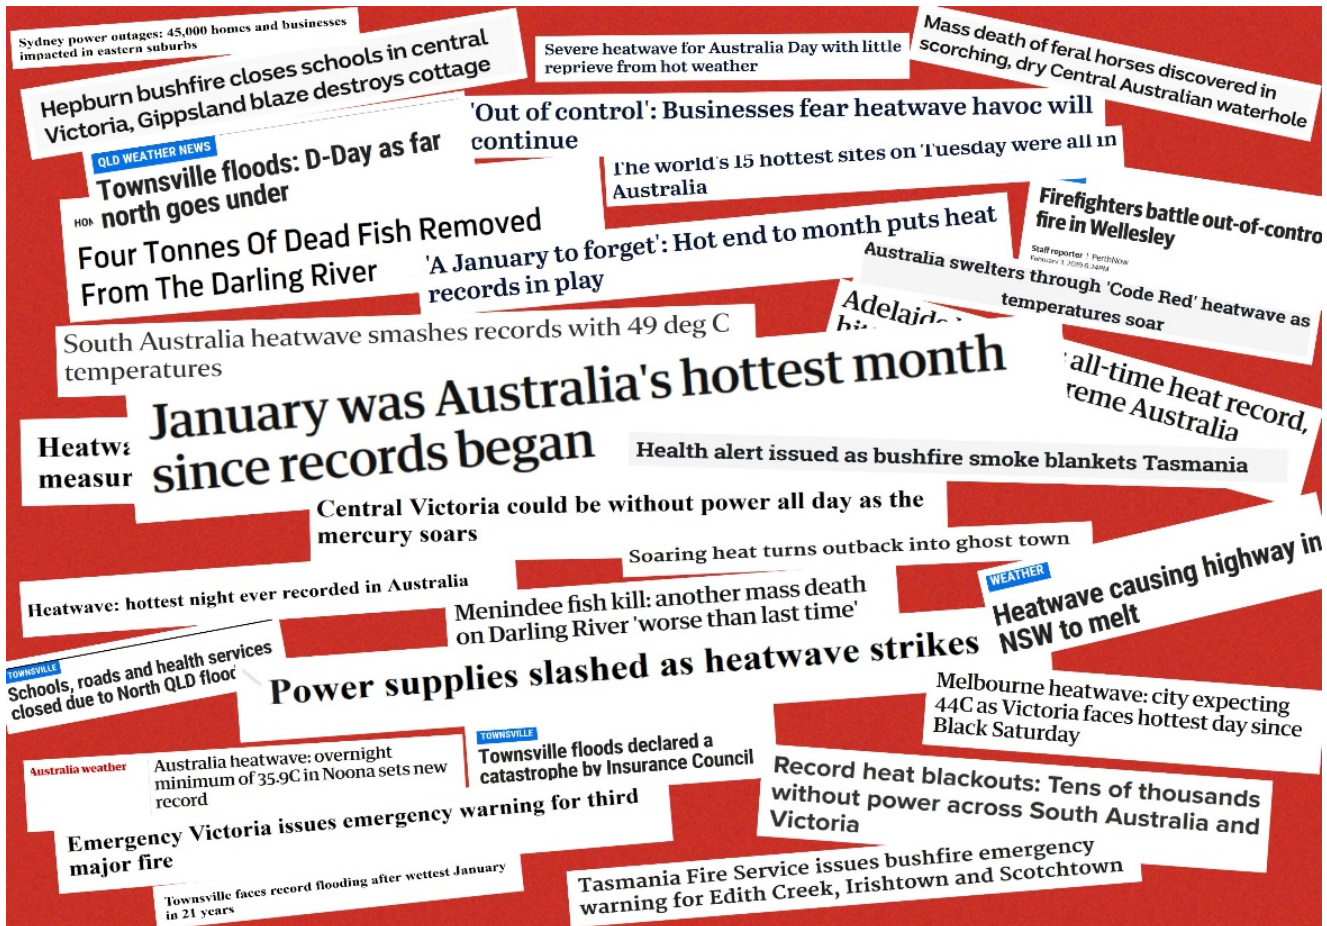 Sydney power outages: 45,000 homes and businesses
impacted in eastern suburbs
Hepburn bushfire closes schools in central
Victoria, Gippsland blaze destroys cottage
Severe heatwave for Australia Day with little
reprieve from hot weather
Mass death of feral horses discovered in
scorching, dry Central Australian waterhole
'Out of control': Businesses fear heatwave havoc will
continue
QLD WEATHER NEWS
Townsville floods: D-Day as far
north goes under
The world's 15 hottest sites on Tuesday were all in
Australia
Firefighters battle out-of-contro
fire in Wellesley
Staff reporter | PerthNow
February 3, 2019 6:24PM
HOM
Four Tonnes Of Dead Fish Removed
From The Darling River
'A January to forget': Hot end to month puts heat
records in play
Australia swelters through 'Code Red' heatwave as
temperatures soar
South Australia heatwave smashes records with 49 deg C
temperatures
Adelaide
all-time heat record,
reme Australia
January was Australia's hottest month
since records began
Heatwa
measur
Health alert issued as bushfire smoke blankets Tasmania
Central Victoria could be without power all day as the
mercury soars
Soaring heat turns outback into ghost town
Heatwave: hottest night ever recorded in Australia
Menindee fish kill: another mass death
on Darling River 'worse than last time'
WEATHER
Heatwave causing highway in
NSW to melt
TOWNSVILLE
Schools, roads and health services
closed due to North QLD flood
Power supplies slashed as heatwave strikes
Melbourne heatwave: city expecting
44C as Victoria faces hottest day since
Black Saturday
Australia weather
Australia heatwave: overnight
minimum of 35.9C in Noona sets new
record
TOWNSVILLE
Townsville floods declared a
catastrophe by Insurance Council
Record heat blackouts: Tens of thousands
without power across South Australia and
Victoria
Emergency Victoria issues emergency warning for third
major fire
Townsville faces record flooding after wettest January
in 21 years
Tasmania Fire Service issues bushfire emergency
warning for Edith Creek, Irishtown and Scotchtown